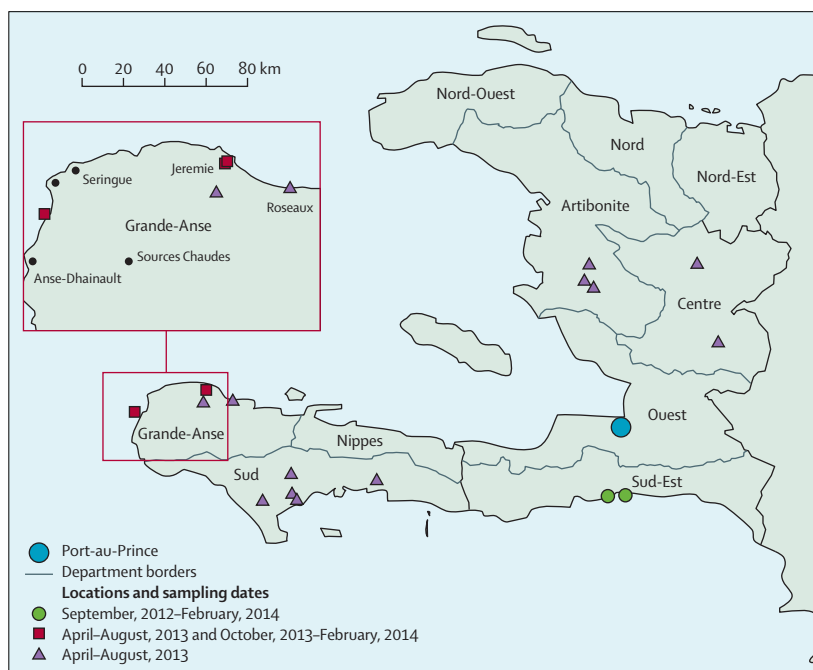 0 20 40 60 80 km
Nord-Ouest
Nord
Nord-Est
Artibonite
Centre
Ouest
Sud-Est
Seringue
Jeremie
Roseaux
Grande-Anse
Sources Chaudes
Anse-Dhainault
Grande-Anse
Nippes
Sud
Port-au-Prince
Department borders
Locations and sampling dates
September, 2012–February, 2014
April–August, 2013 and October, 2013–February, 2014
April–August, 2013